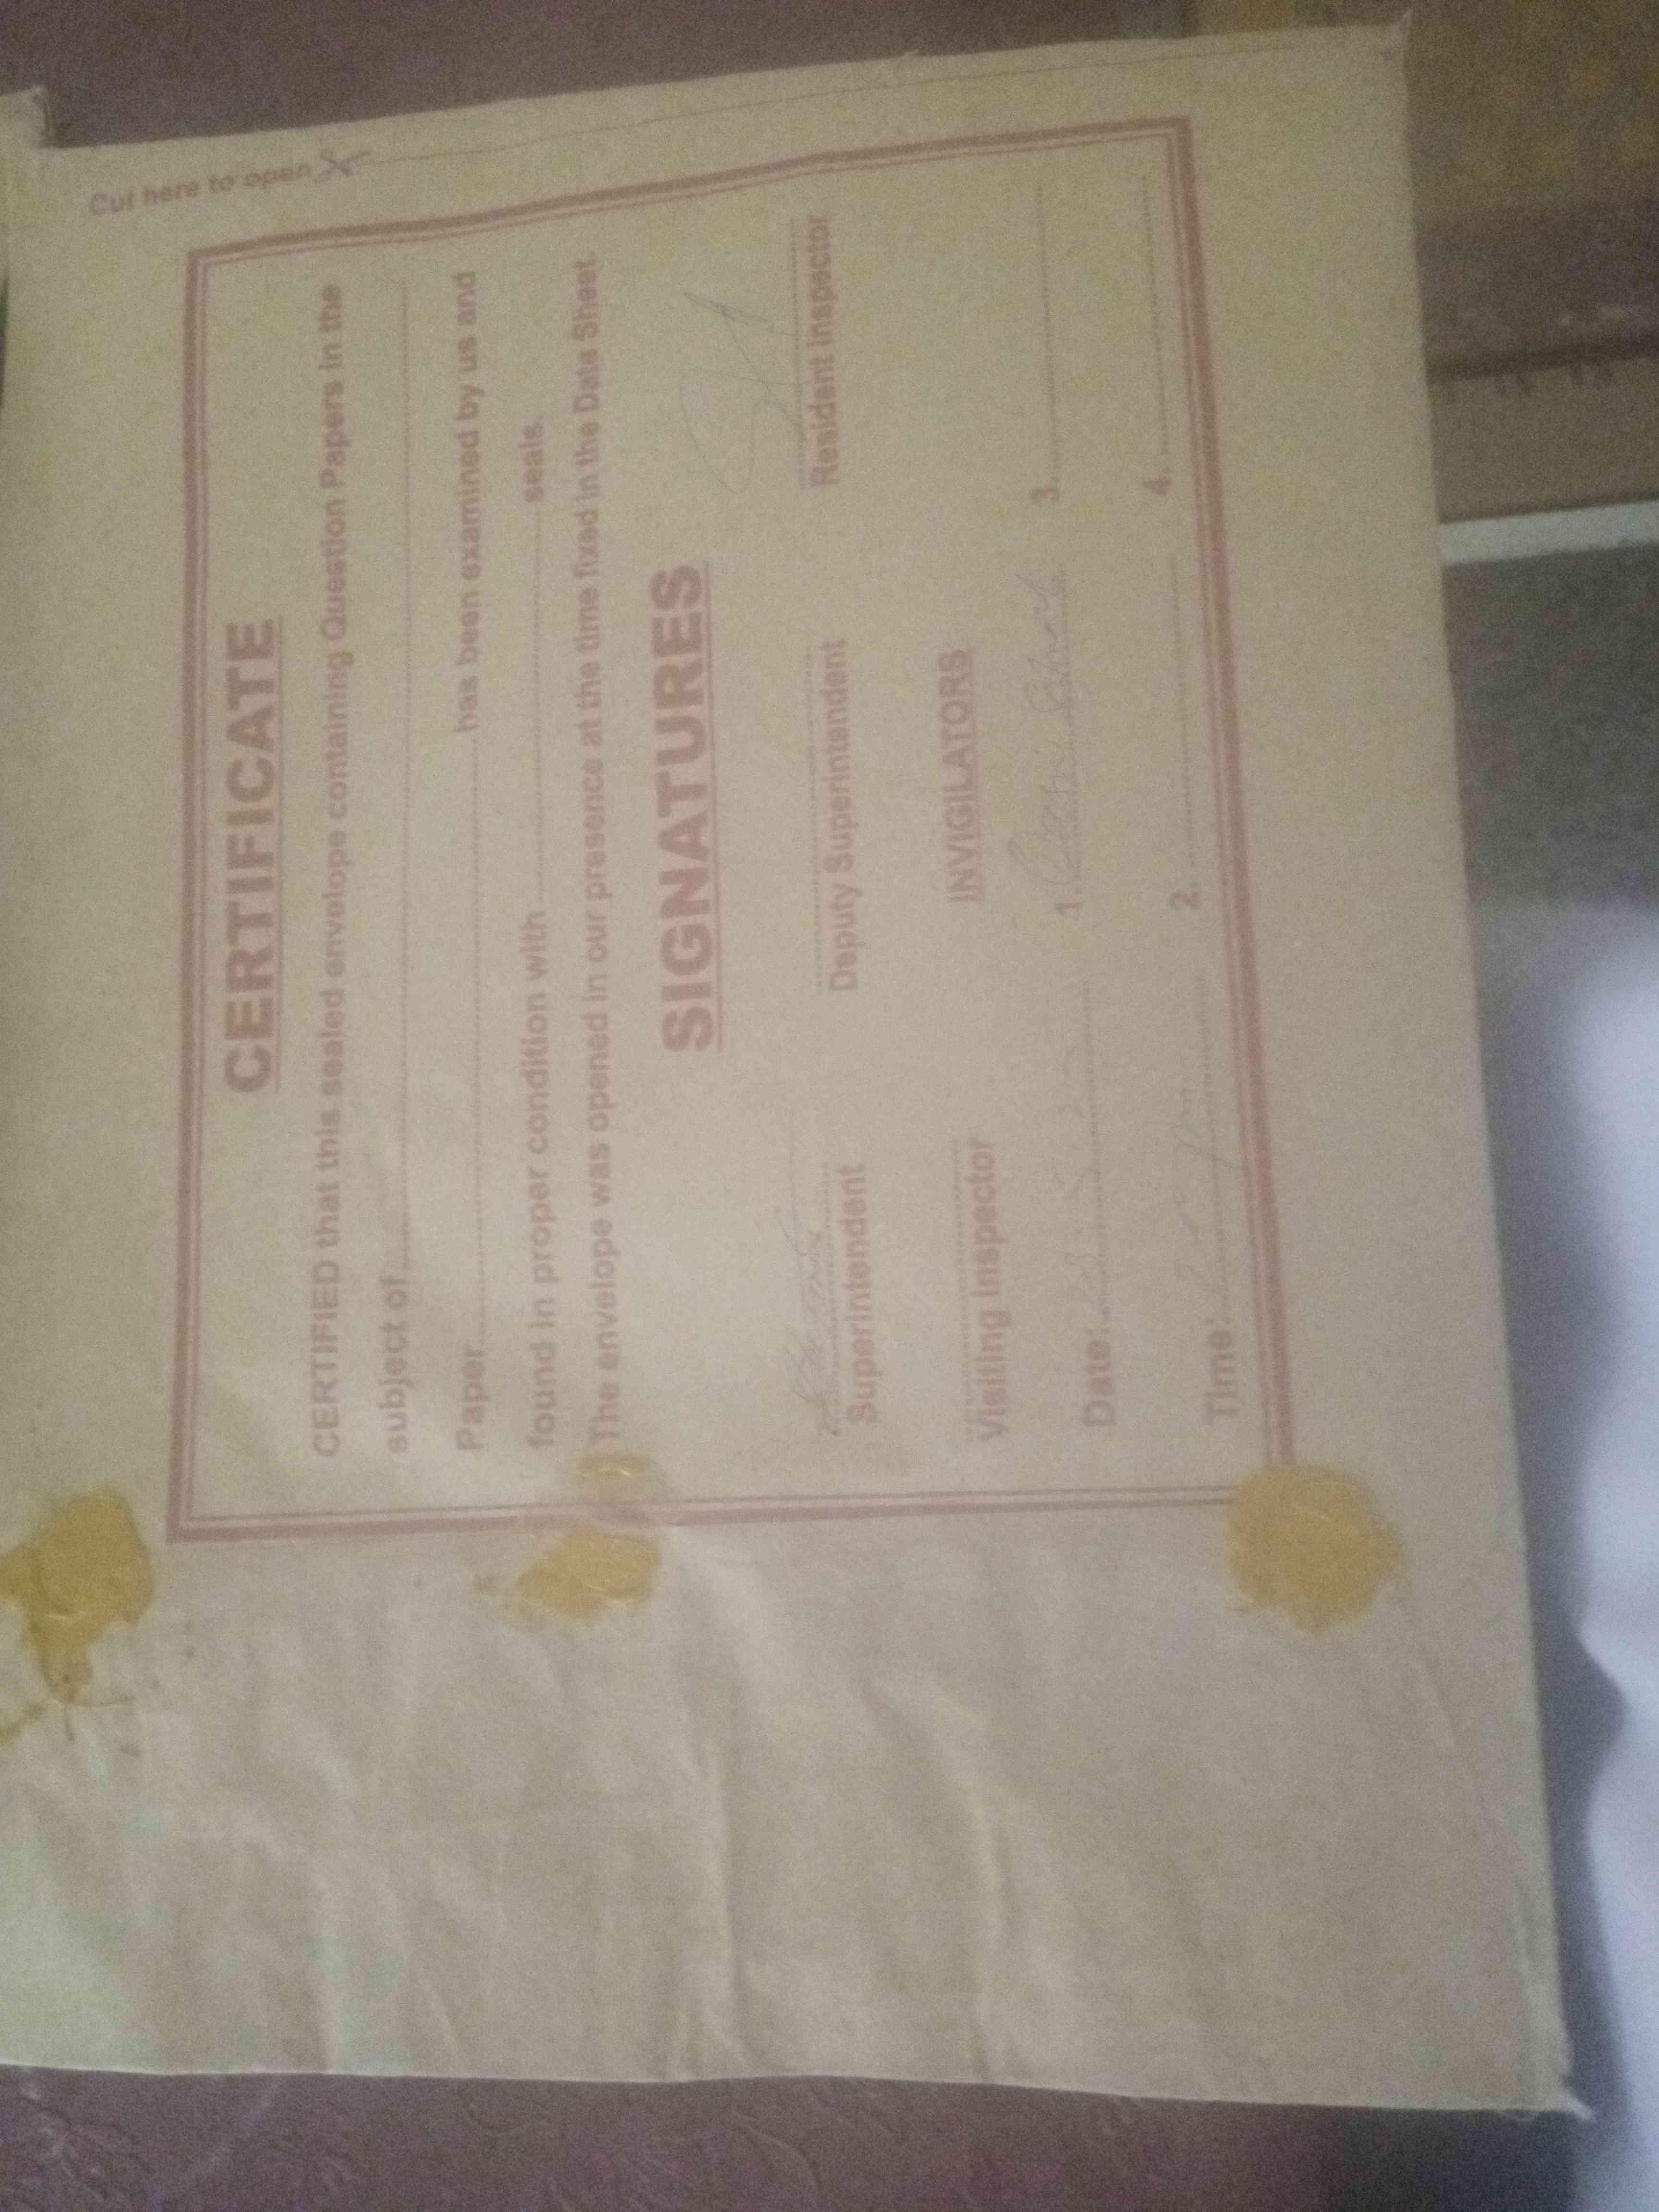 Cut here to open
CERTIFICATE
CERTIFIED that this sealed envelope containing Question Papers in the
subject of
Paper has been examined by us and
found in proper condition with seals.
The envelope was opened in our presence at the time fixed in the Data Sheet.
SIGNATURES
Superintendent Deputy Superintendent Resident Inspector
Visiting Inspector INVIGILATORS
Date: 1. 3.
Time: 2. 4.